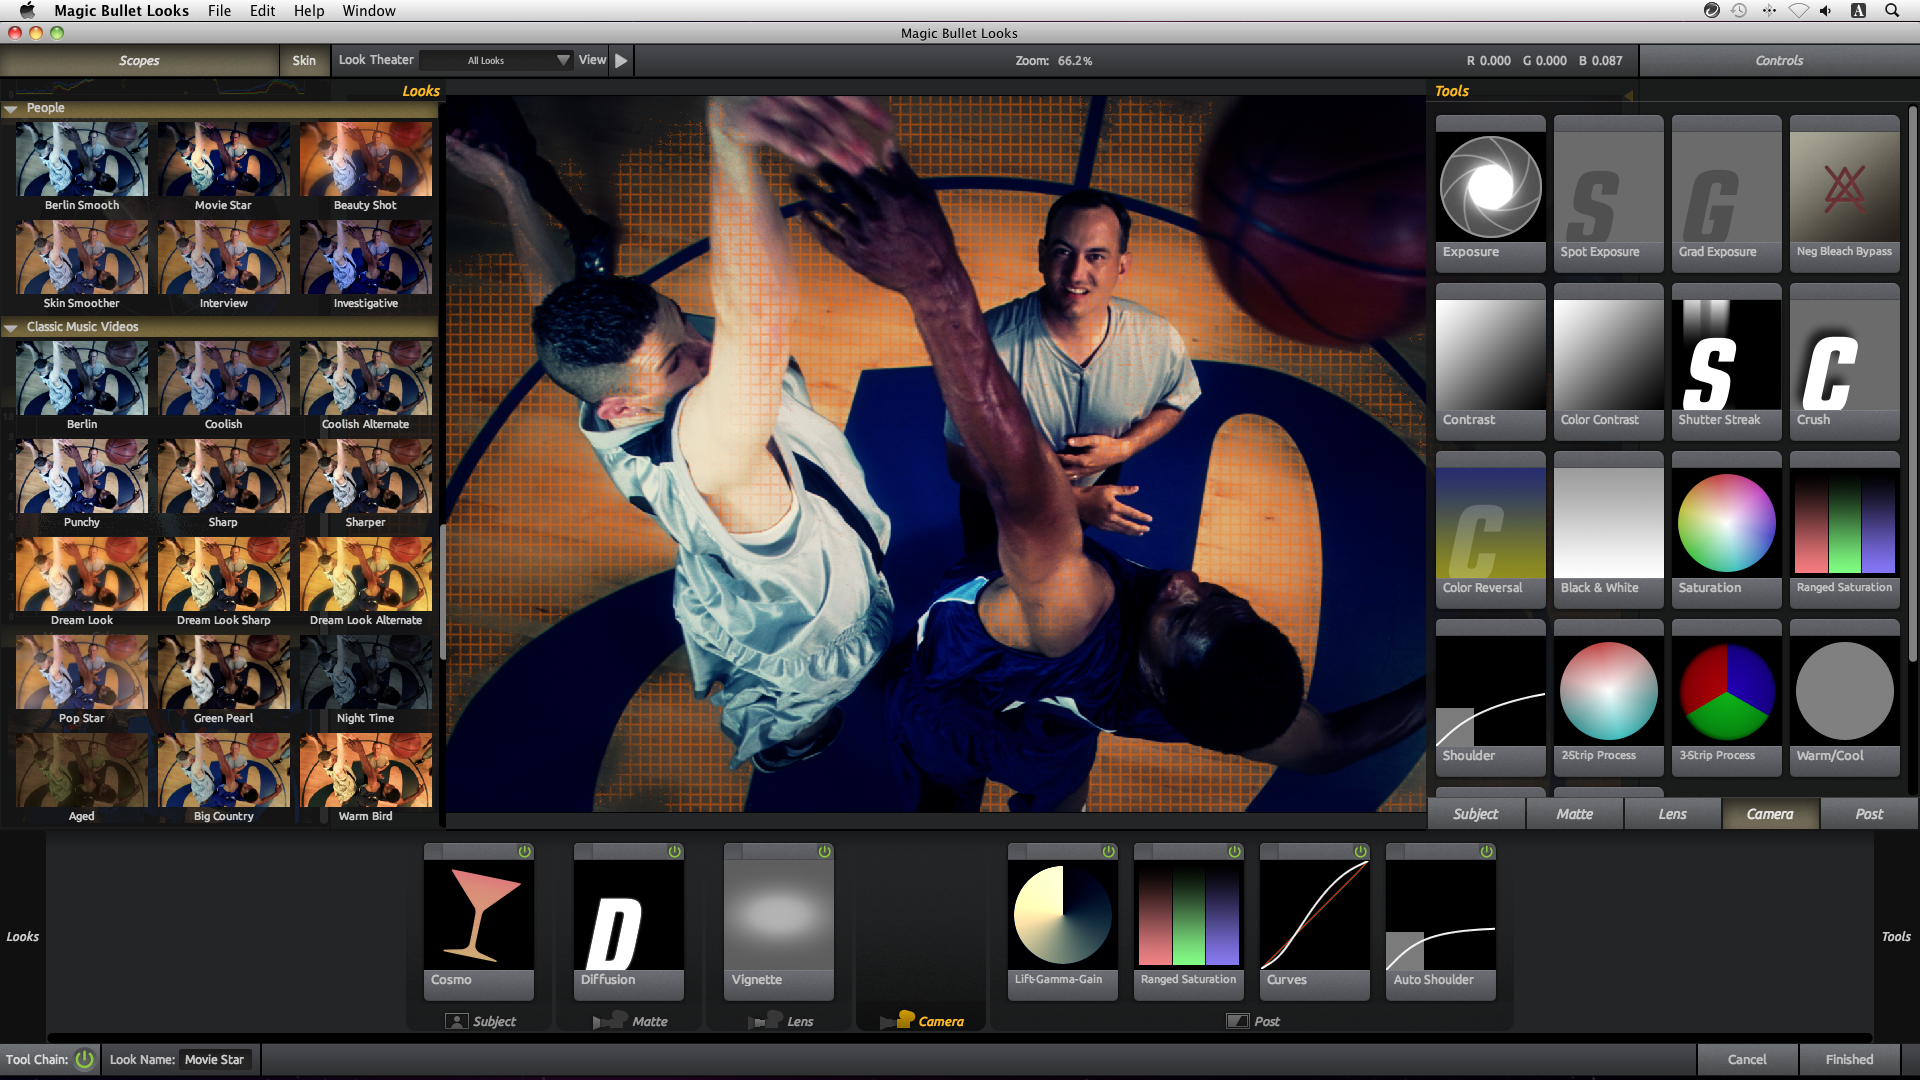 Magic Bullet Looks File Edit Help Window
Magic Bullet Looks
Scopes Skin Look Theater All Looks View Zoom: 66.2% R 0.000 G 0.000 B 0.087 Controls
Looks
Tools
People
Berlin Smooth Movie Star Beauty Shot
Skin Smoother Interview Investigative
Classic Music Videos
Berlin Coolish Coolish Alternate
Punchy Sharp Sharper
Dream Look Dream Look Sharp Dream Look Alternate
Pop Star Green Pearl Night Time
Aged Big Country Warm Bird
S G
Exposure Spot Exposure Grad Exposure Neg Bleach Bypass
S C
Contrast Color Contrast Shutter Streak Crush
C
Color Reversal Black & White Saturation Ranged Saturation
Shoulder 2-Strip Process 3-Strip Process Warm/Cool
Subject Matte Lens Camera Post
D
Cosmo Diffusion Vignette Lift-Gamma-Gain Ranged Saturation Curves Auto Shoulder
Looks Tools
Subject Matte Lens Camera Post
Tool Chain: Look Name: Movie Star Cancel Finished